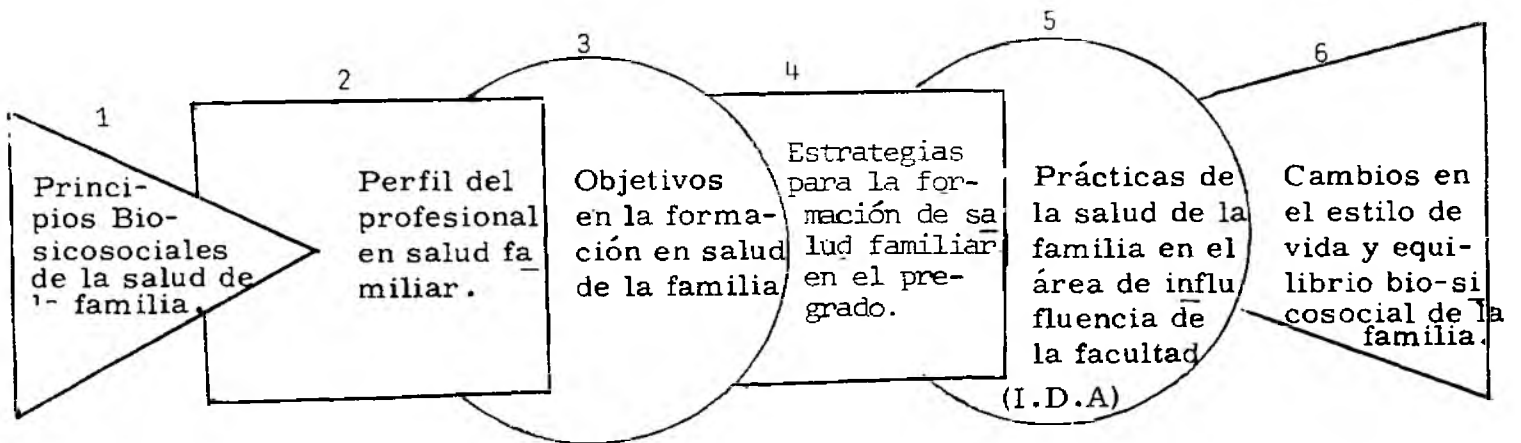 1
Princi-
pios Bio-
sicosociales
de la salud de
familia.
2
Perfil del
profesional
en salud fa
miliar.
3
Objetivos
en la forma-
ción en salud
de la familia
4
Estrategias
para la for-
mación de sa
lud familiar
en el pre-
grado.
5
Prácticas de
la salud de la
familia en el
área de influ
fluencia de
la facultad
(I.D.A)
6
Cambios en
el estilo de
vida y equi-
librio bio-si
cosocial de la
familia.